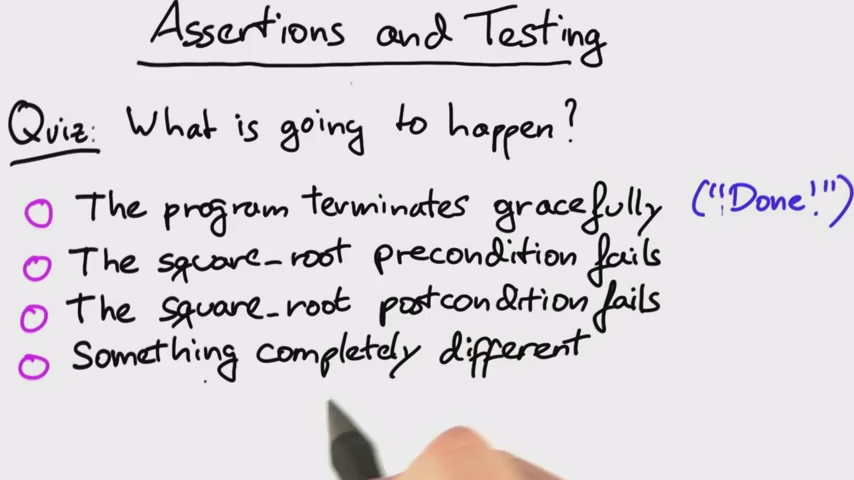 Assertions and Testing
Quiz: What is going to happen?
The program terminates gracefully ("Done!")
The square-root precondition fails
The square-root postcondition fails
Something completely different